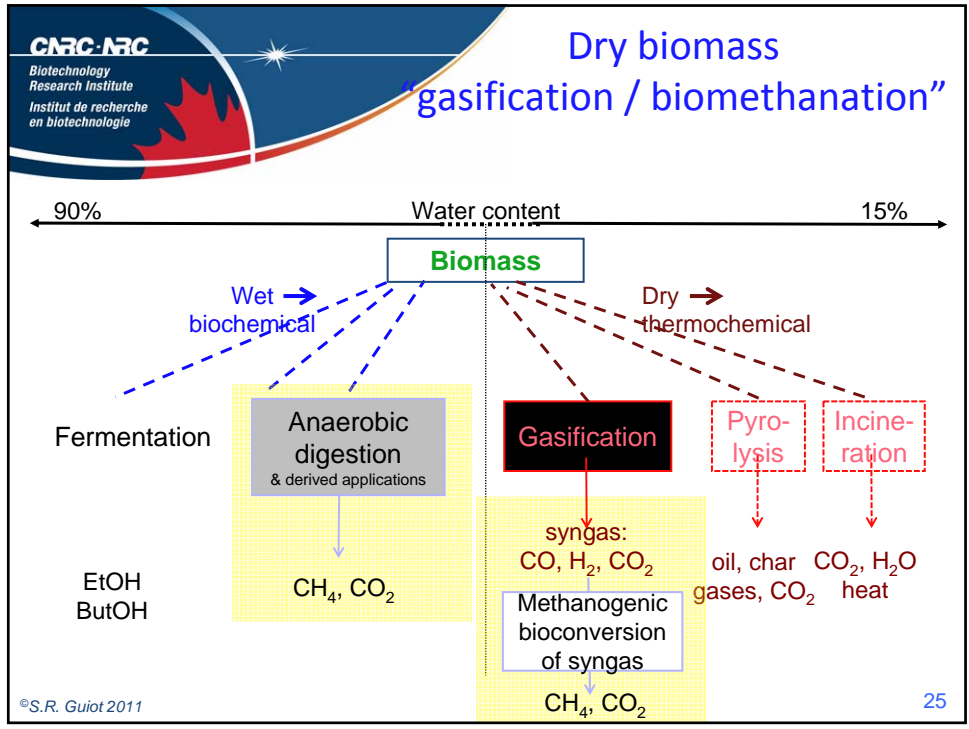 CNRC·NRC
Biotechnology
Research Institute
Institut de recherche
en biotechnologie
Dry biomass
“gasification / biomethanation”
90%
Water content
15%
Biomass
Wet
biochemical
Dry
thermochemical
Fermentation
Anaerobic
digestion
& derived applications
Gasification
Pyro-
lysis
Incine-
ration
EtOH
ButOH
CH₄, CO₂
syngas:
CO, H₂, CO₂
Methanogenic
bioconversion
of syngas
CH₄, CO₂
oil, char
gases, CO₂
CO₂, H₂O
heat
©S.R. Guiot 2011
25